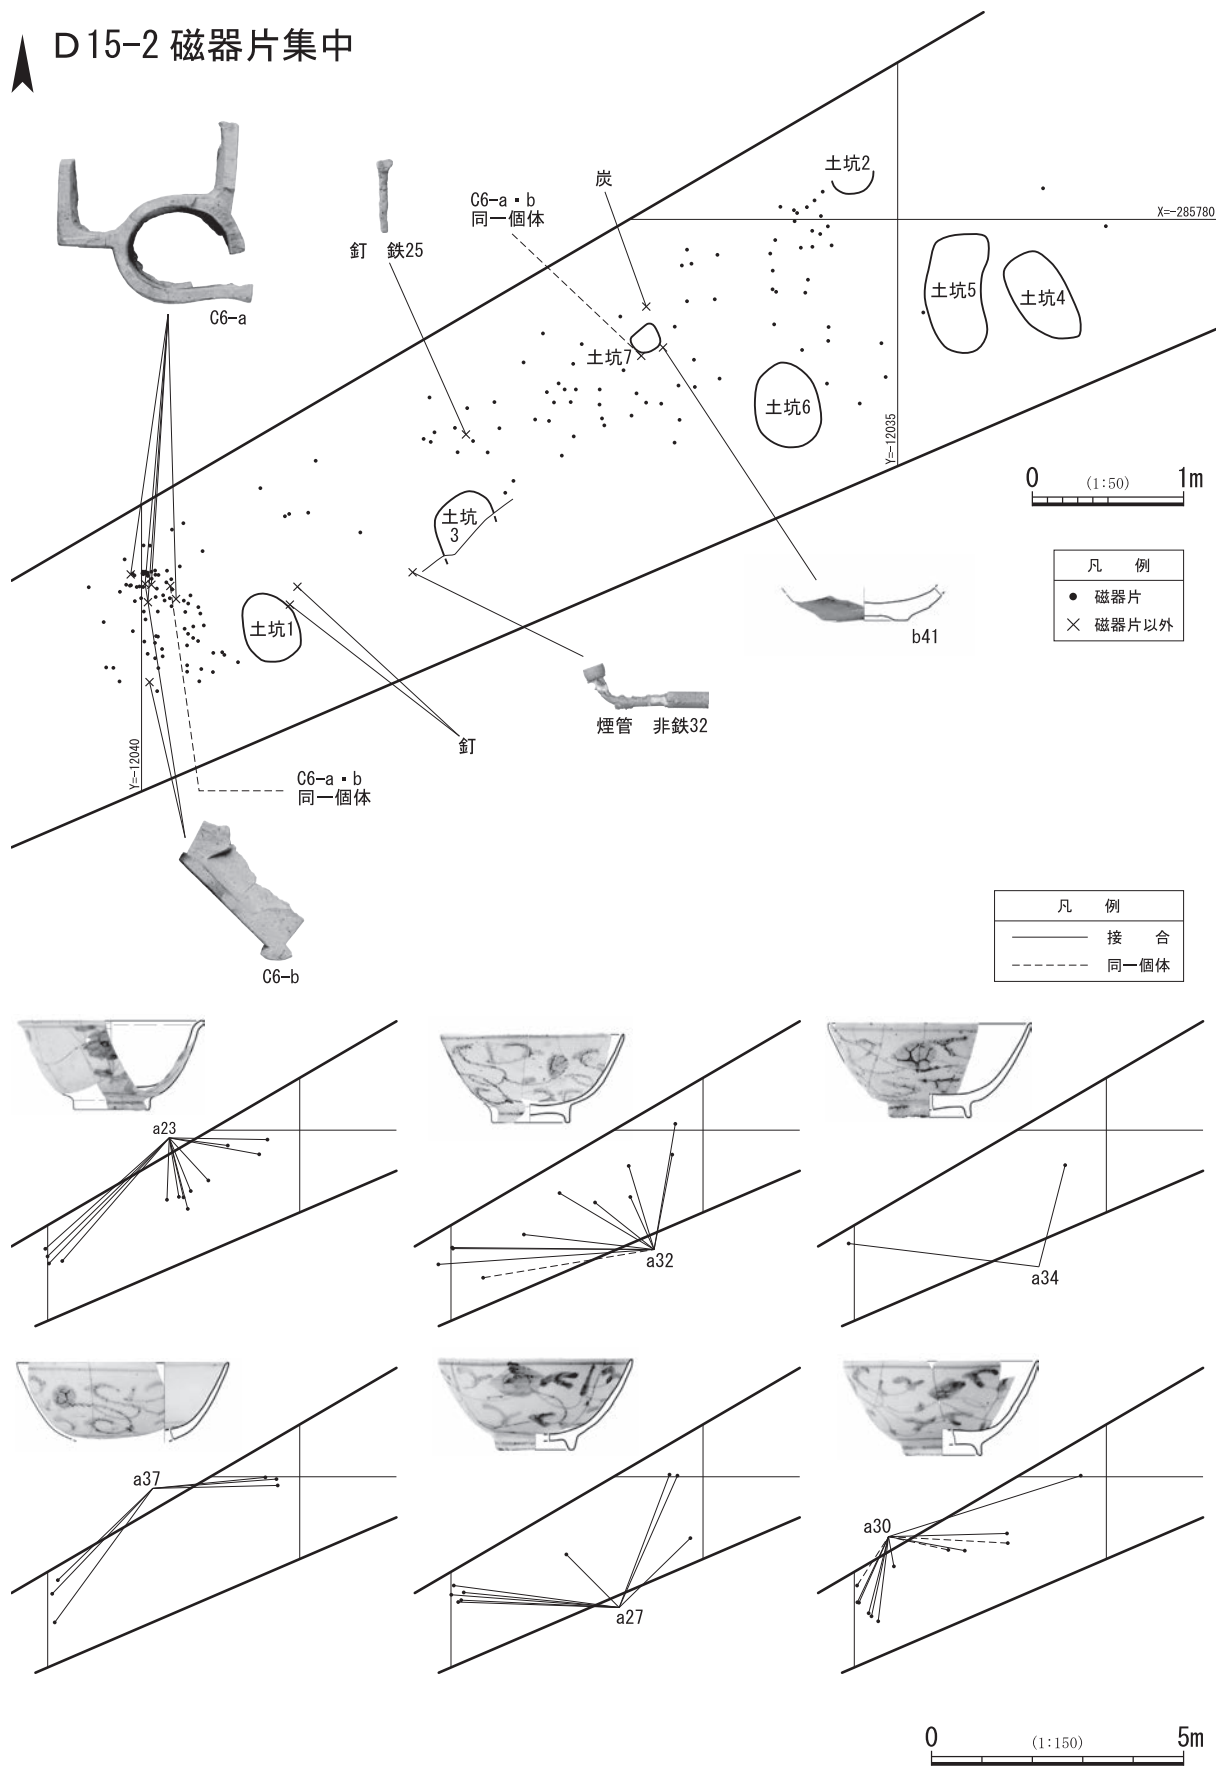 D15-2 磁器片集中
土坑2
炭
C6-a・b
同一個体
X=-285780
釘 鉄25
土坑5
土坑4
C6-a
土坑7
土坑6
Y=-12035
0 (1:50) 1m
土坑
3
凡 例
磁器片
磁器片以外
土坑1
b41
煙管 非鉄32
釘
Y=-12040
C6-a・b
同一個体
C6-b
凡 例
接 合
同一個体
a23
a32
a34
a37
a27
a30
0 (1:150) 5m